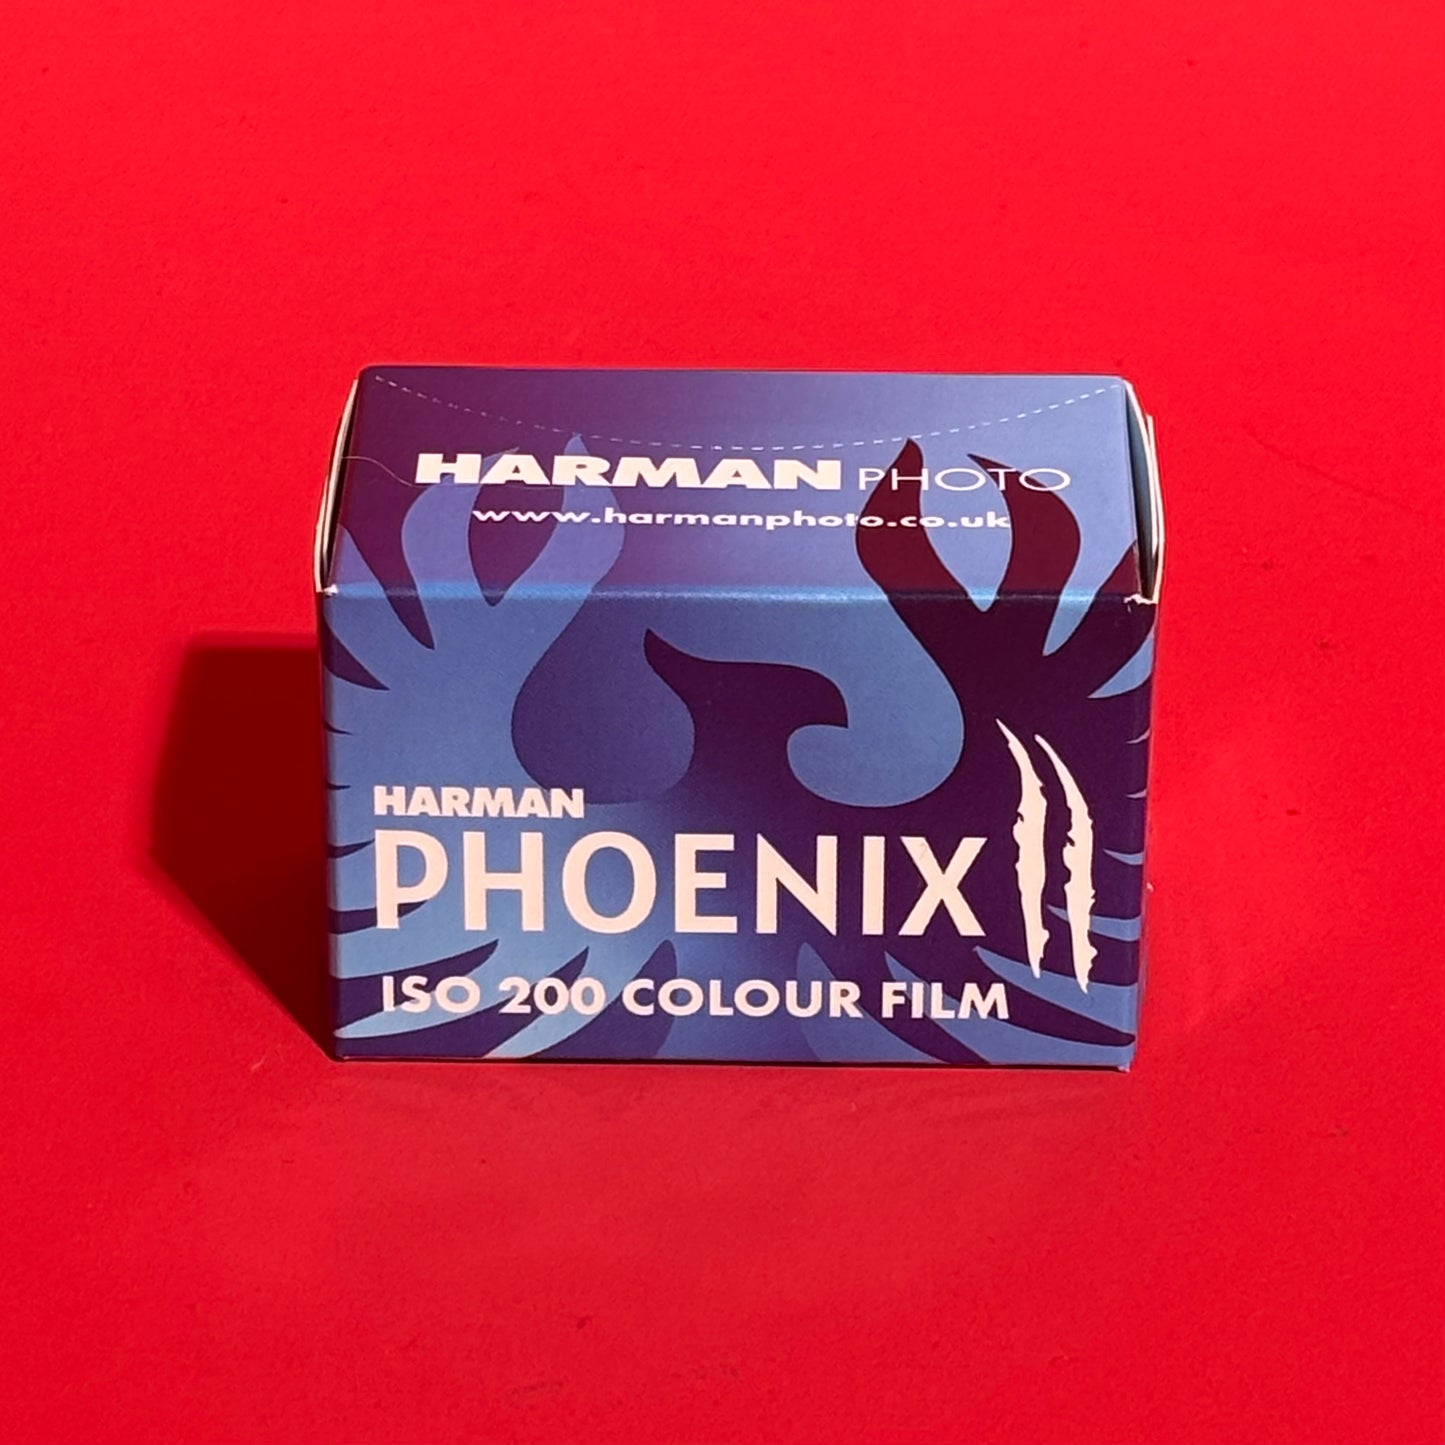 HARMAN PHOTO
www.harmanphoto.co.uk
HARMAN
PHOENIX II
ISO 200 COLOUR FILM